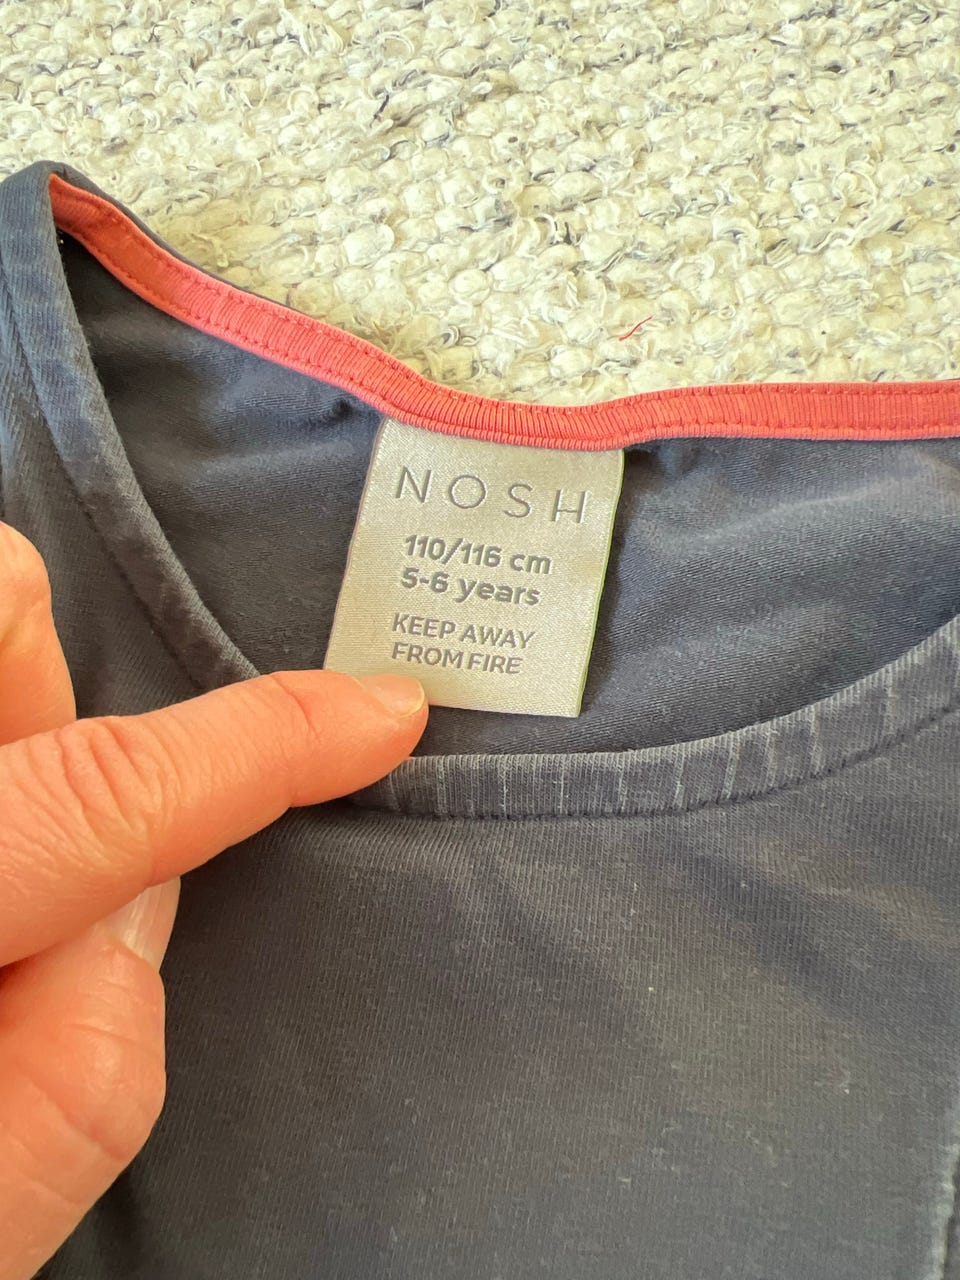 NOSH
110/116 cm
5-6 years
KEEP AWAY
FROM FIRE